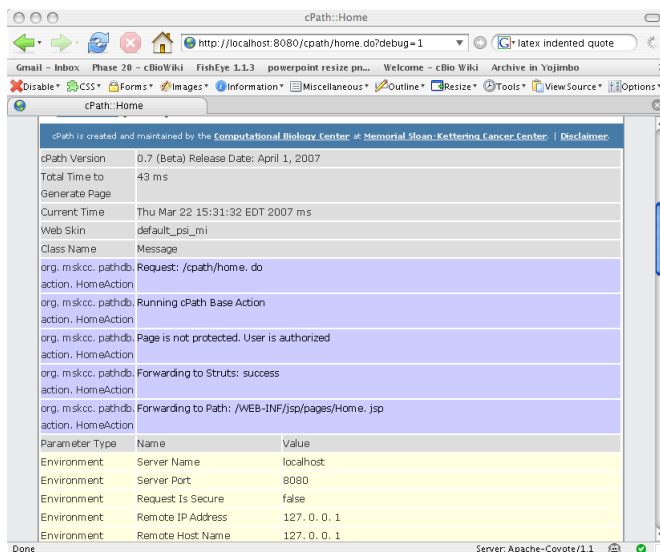 cPath::Home
http://localhost:8080/cpath/home.do?debug=1
latex indented quote
Gmail - Inbox Phase 20 - cBioWiki FishEye 1.1.3 powerpoint resize pn... Welcome - cBio Wiki Archive in Yojimbo
Disable CSS Forms Images Information Miscellaneous Outline Resize Tools View Source Options
cPath::Home
cPath is created and maintained by the Computational Biology Center at Memorial Sloan-Kettering Cancer Center. | Disclaimer.
cPath Version 0.7 (Beta) Release Date: April 1, 2007
Total Time to 43 ms
Generate Page
Current Time Thu Mar 22 15:31:32 EDT 2007 ms
Web Skin default_psi_mi
Class Name Message
org. mskcc. pathdb. Request: /cpath/home. do
action. HomeAction
org. mskcc. pathdb. Running cPath Base Action
action. HomeAction
org. mskcc. pathdb. Page is not protected. User is authorized
action. HomeAction
org. mskcc. pathdb. Forwarding to Struts: success
action. HomeAction
org. mskcc. pathdb. Forwarding to Path: /WEB-INF/jsp/pages/Home. jsp
action. HomeAction
Parameter Type Name Value
Environment Server Name localhost
Environment Server Port 8080
Environment Request Is Secure false
Environment Remote IP Address 127. 0. 0. 1
Environment Remote Host Name 127. 0. 0. 1
Done Server: Apache-Coyote/1.1